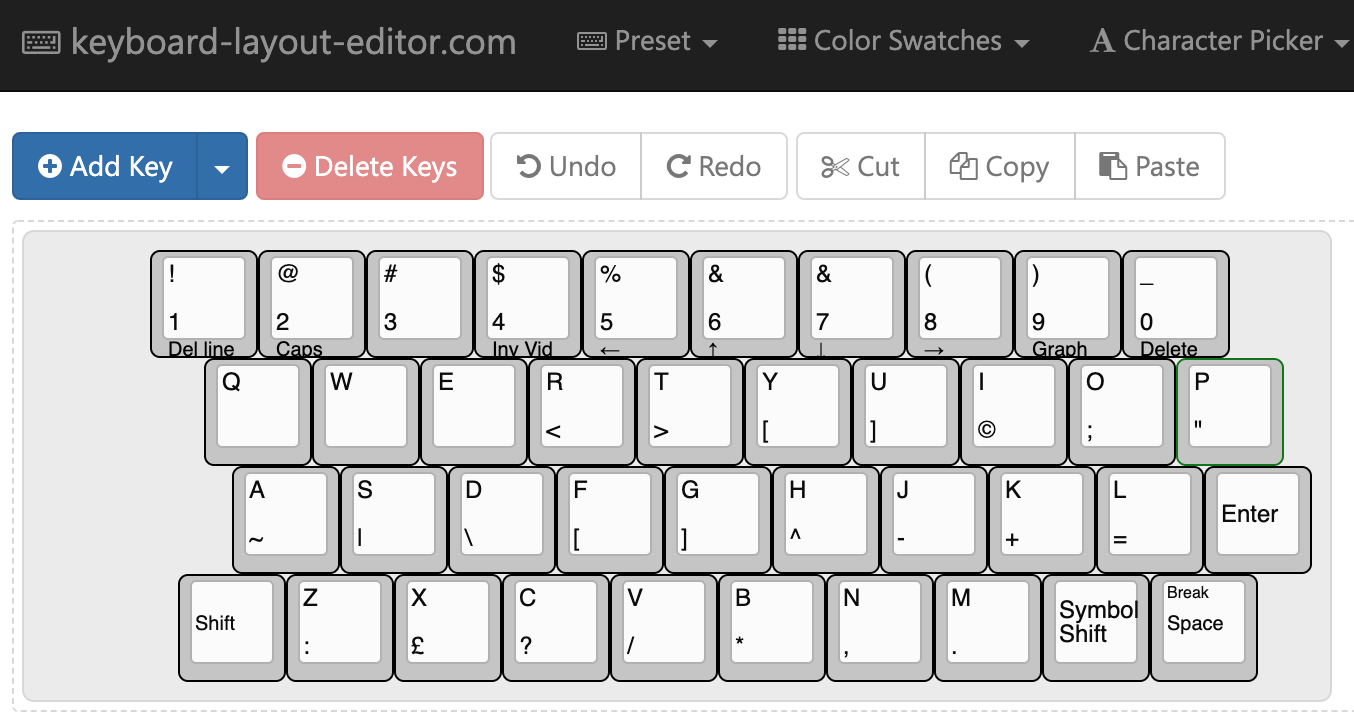 keyboard-layout-editor.com Preset Color Swatches Character Picker
Add Key Delete Keys Undo Redo Cut Copy Paste
! @ # $ % & & ( ) _
1 2 3 4 5 6 7 8 9 0
Del line Caps Inv Vid ← ↑ ↓ → Graph Delete
Q W E R T Y U I O P
< > [ ] © ; "
A S D F G H J K L
Enter
~ | \ [ ] ^ - + =
Z X C V B N M
Break
Shift
Symbol
Shift
Space
: £ ? / * , .